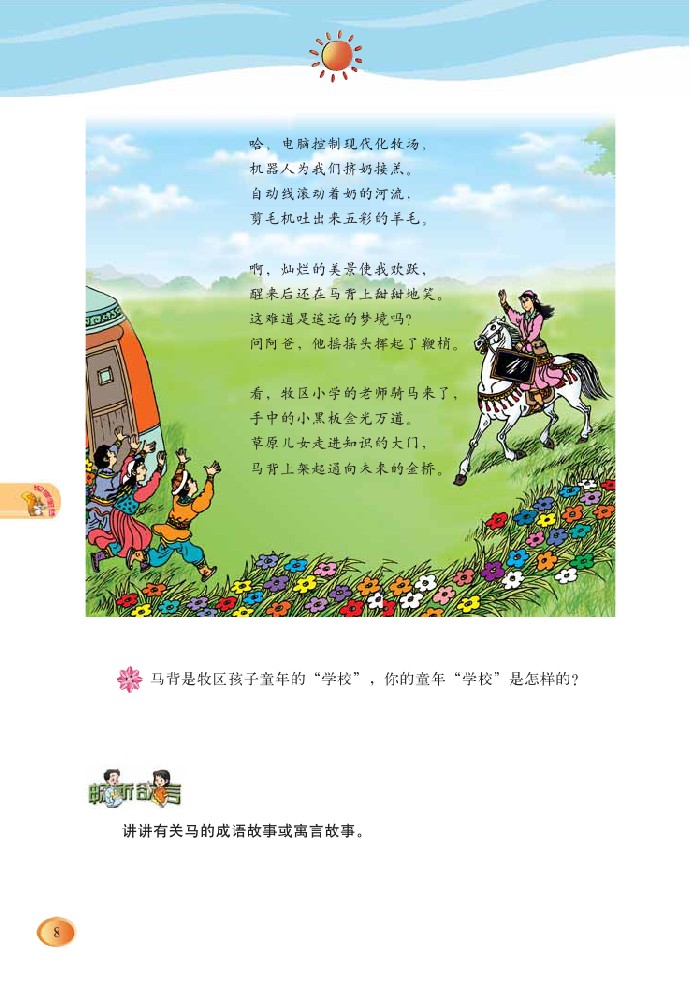 哈，电脑控制现代化牧场，
机器人为我们挤奶接羔。
自动线滚动着奶的河流，
剪毛机吐出来五彩的羊毛。
啊，灿烂的美景使我欢跃，
醒来后还在马背上甜甜地笑。
这难道是遥远的梦境吗？
问阿爸，他摇摇头挥起了鞭梢。
看，牧区小学的老师骑马来了，
手中的小黑板金光万道。
草原儿女走进知识的大门，
马背上架起通向未来的金桥。
马背是牧区孩子童年的“学校”，你的童年“学校”是怎样的？
畅所欲言
讲讲有关马的成语故事或寓言故事。
8